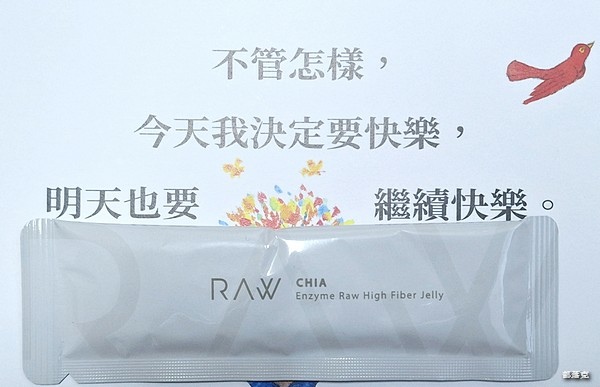 不管怎樣，
今天我決定要快樂，
明天也要 繼續快樂。
RAW CHIA
Enzyme Raw High Fiber Jelly